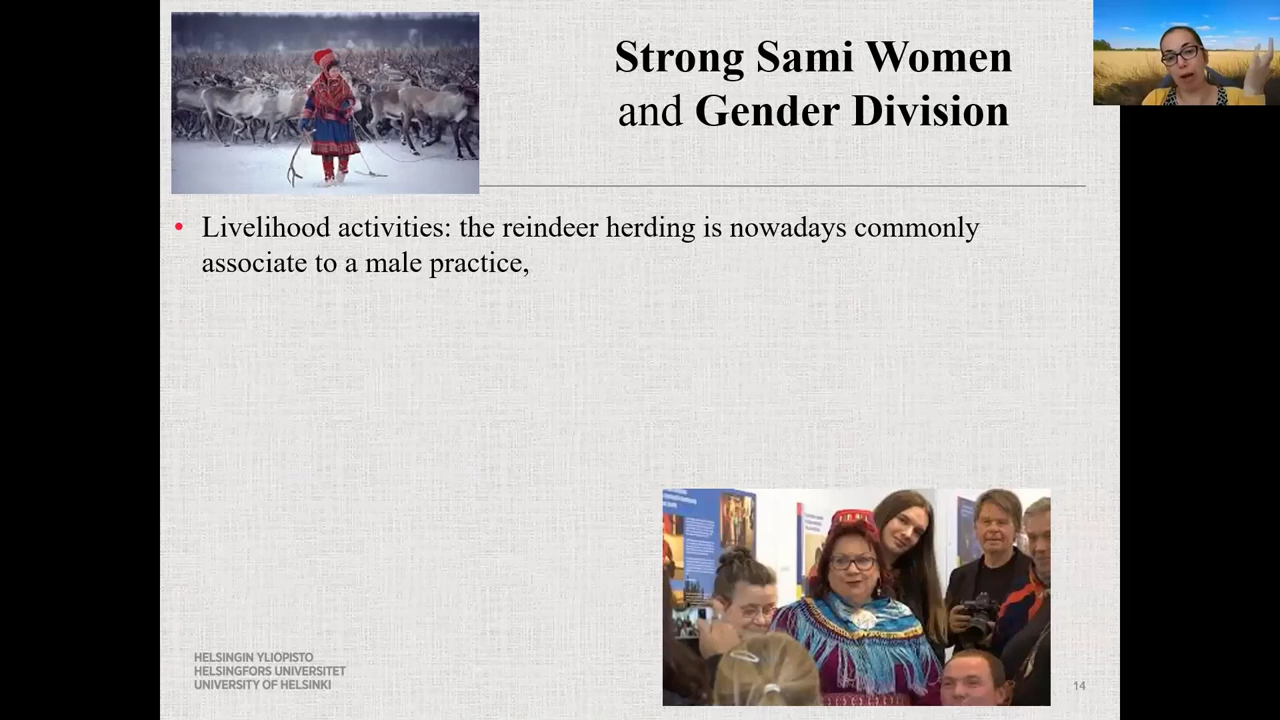 Strong Sami Women
and Gender Division
• Livelihood activities: the reindeer herding is nowadays commonly
associate to a male practice,
HELSINGIN YLIOPISTO
HELSINGFORS UNIVERSITET
UNIVERSITY OF HELSINKI
14